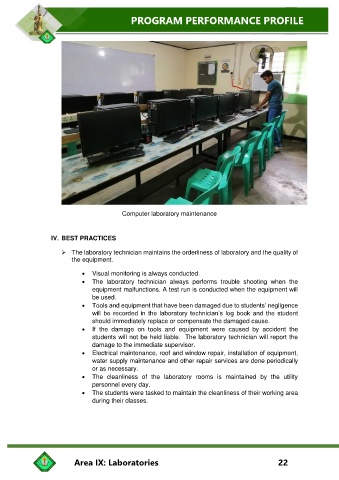 PROGRAM PERFORMANCE PROFILE
Computer laboratory maintenance
IV. BEST PRACTICES
➢ The laboratory technician maintains the orderliness of laboratory and the quality of
the equipment.
• Visual monitoring is always conducted.
• The laboratory technician always performs trouble shooting when the
equipment malfunctions. A test run is conducted when the equipment will
be used.
• Tools and equipment that have been damaged due to students' negligence
will be recorded in the laboratory technician's log book and the student
should immediately replace or compensate the damaged cause.
• If the damage on tools and equipment were caused by accident the
students will not be held liable. The laboratory technician will report the
damage to the immediate supervisor.
• Electrical maintenance, roof and window repair, installation of equipment,
water supply maintenance and other repair services are done periodically
or as necessary.
• The cleanliness of the laboratory rooms is maintained by the utility
personnel every day.
• The students were tasked to maintain the cleanliness of their working area
during their classes.
Area IX: Laboratories 22